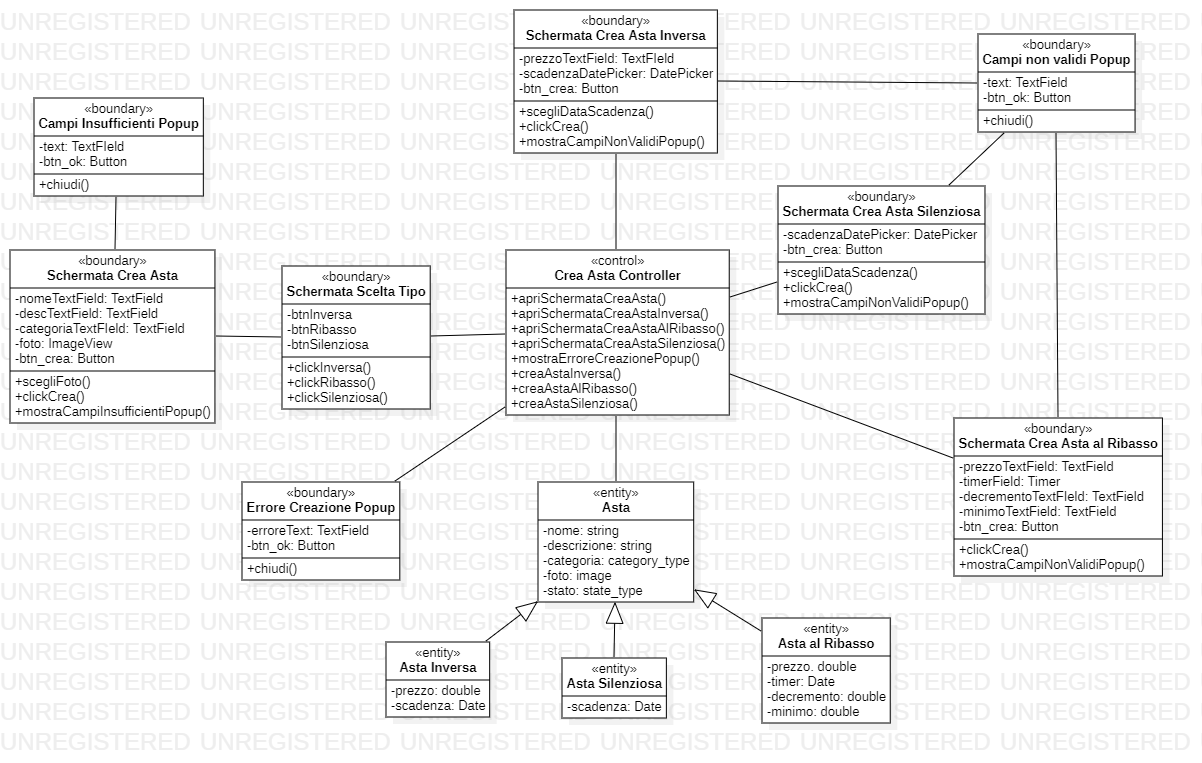 «boundary»
Schermata Crea Asta Inversa
-prezzoTextField: TextFIeld
-scadenzaDatePicker: DatePicker
-btn_crea: Button
+scegliDataScadenza()
+clickCrea()
+mostraCampiNonValidiPopup()
«boundary»
Campi non validi Popup
-text: TextField
-btn_ok: Button
+chiudi()
«boundary»
Campi Insufficienti Popup
-text: TextFIeld
-btn_ok: Button
+chiudi()
«boundary»
Schermata Crea Asta Silenziosa
-scadenzaDatePicker: DatePicker
-btn_crea: Button
+scegliDataScadenza()
+clickCrea()
+mostraCampiNonValidiPopup()
«boundary»
Schermata Crea Asta
-nomeTextField: TextField
-descTextField: TextField
-categoriaTextFIeld: TextField
-foto: ImageView
-btn_crea: Button
+scegliFoto()
+clickCrea()
+mostraCampiInsufficientiPopup()
«boundary»
Schermata Scelta Tipo
-btnInversa
-btnRibasso
-btnSilenziosa
+clickInversa()
+clickRibasso()
+clickSilenziosa()
«control»
Crea Asta Controller
+apriSchermataCreaAsta()
+apriSchermataCreaAstaInversa()
+apriSchermataCreaAstaAlRibasso()
+apriSchermataCreaAstaSilenziosa()
+mostraErroreCreazionePopup()
+creaAstaInversa()
+creaAstaAlRibasso()
+creaAstaSilenziosa()
«boundary»
Schermata Crea Asta al Ribasso
-prezzoTextField: TextField
-timerField: Timer
-decrementoTextFIeld: TextField
-minimoTextField: TextField
-btn_crea: Button
+clickCrea()
+mostraCampiNonValidiPopup()
«boundary»
Errore Creazione Popup
-erroreText: TextField
-btn_ok: Button
+chiudi()
«entity»
Asta
-nome: string
-descrizione: string
-categoria: category_type
-foto: image
-stato: state_type
«entity»
Asta Inversa
-prezzo: double
-scadenza: Date
«entity»
Asta Silenziosa
-scadenza: Date
«entity»
Asta al Ribasso
-prezzo. double
-timer: Date
-decremento: double
-minimo: double
UNREGISTERED